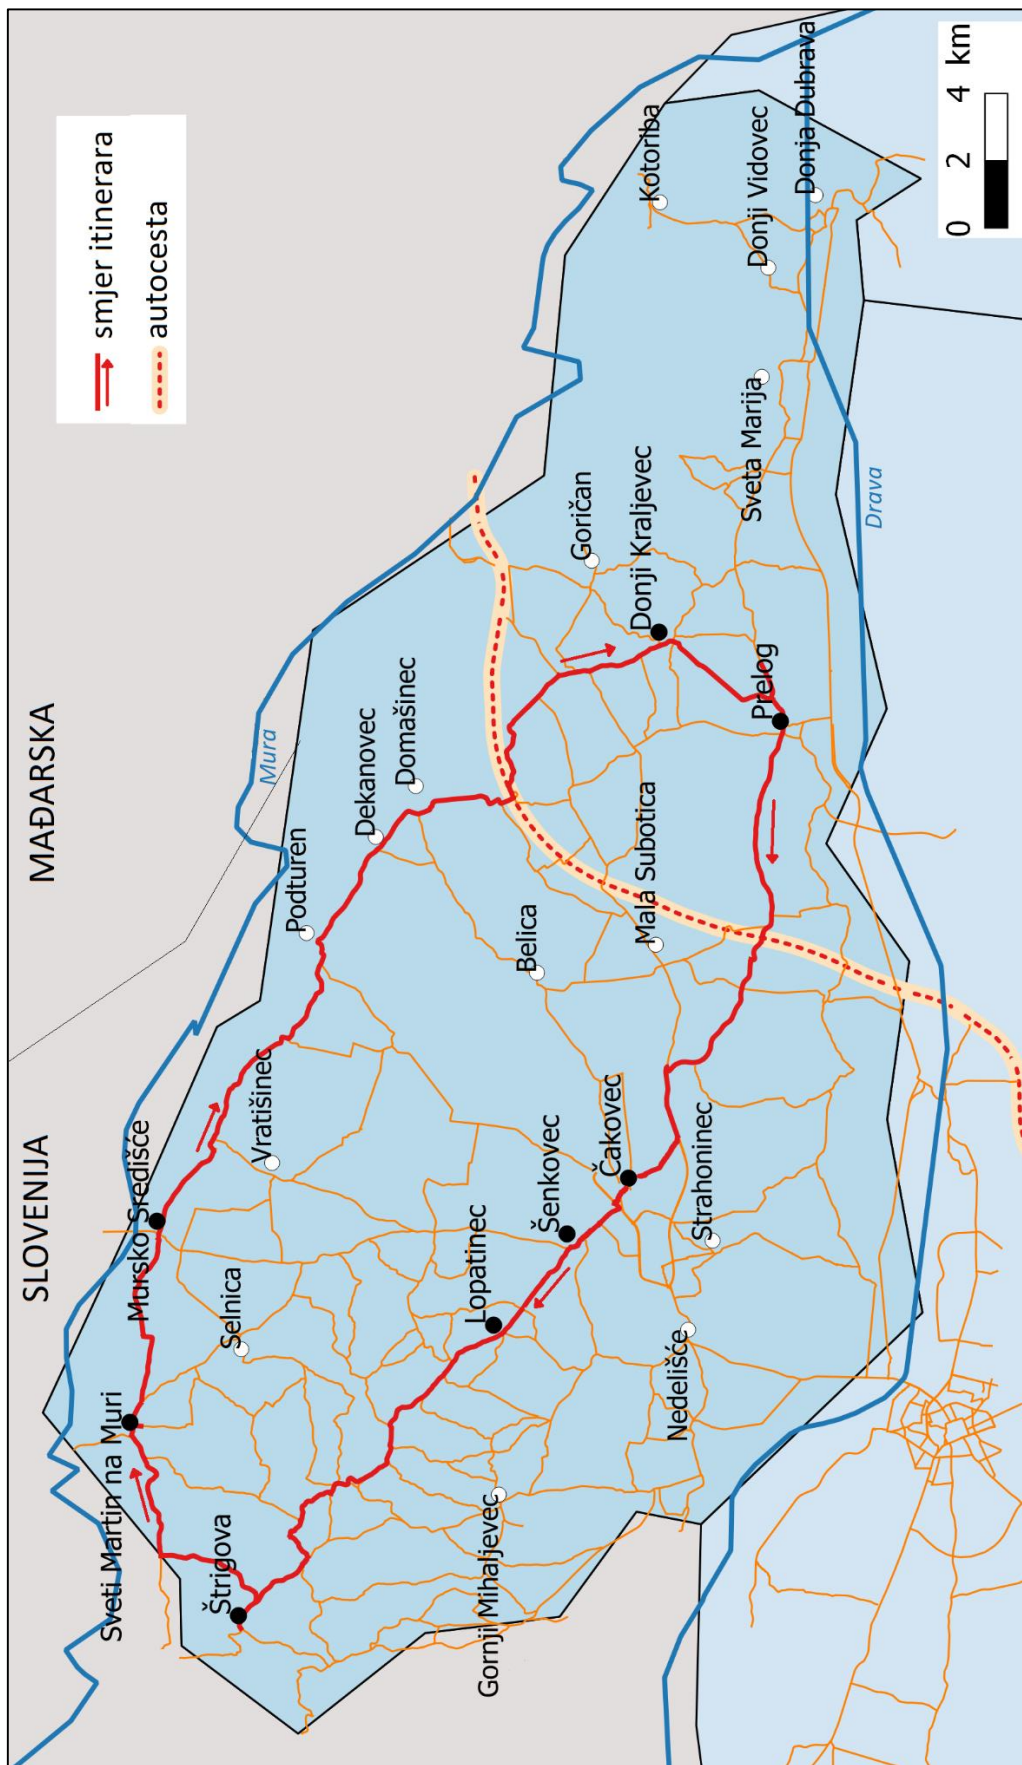 SLOVENIJA
MAĐARSKA
smjer itinerara
autocesta
Mura
Sveti Martin na Muri
Mursko Središće
Podturen
Štrigova
Selnica
Vratišinec
Dekanovec
Domašinec
Gornji Mihaljevec
Lopatinec
Šenkovec
Belica
Goričan
Čakovec
Mala Subotica
Donji Kraljevec
Kotoriba
Nedelišće
Strahoninec
Prelog
Sveta Marija
Donji Vidovec
Donja Dubrava
Drava
0 2 4 km